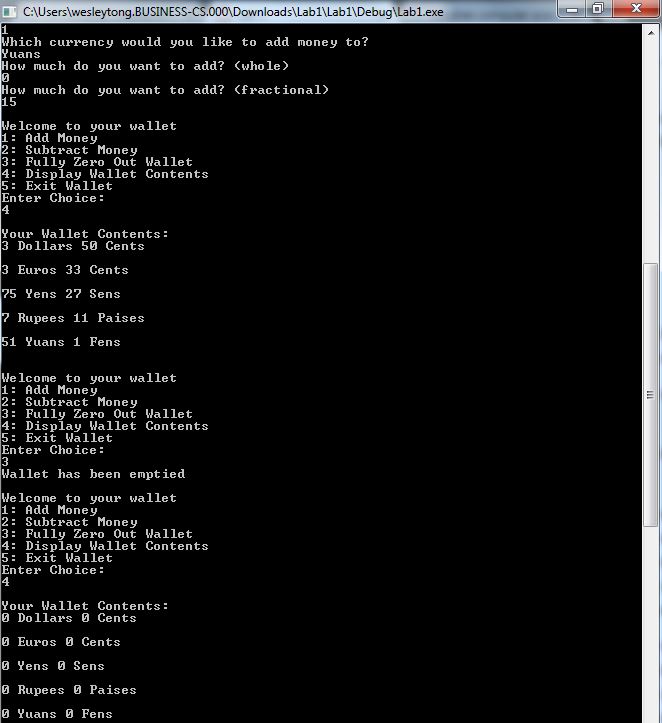 C:\Users\wesleytong.BUSINESS-CS.000\Downloads\Lab1\Lab1\Debug\Lab1.exe
1
Which currency would you like to add money to?
Yuans
How much do you want to add? (whole)
0
How much do you want to add? (fractional)
15
Welcome to your wallet
1: Add Money
2: Subtract Money
3: Fully Zero Out Wallet
4: Display Wallet Contents
5: Exit Wallet
Enter Choice:
4
Your Wallet Contents:
3 Dollars 50 Cents
3 Euros 33 Cents
75 Yens 27 Sens
7 Rupees 11 Paises
51 Yuans 1 Fens
Welcome to your wallet
1: Add Money
2: Subtract Money
3: Fully Zero Out Wallet
4: Display Wallet Contents
5: Exit Wallet
Enter Choice:
3
Wallet has been emptied
Welcome to your wallet
1: Add Money
2: Subtract Money
3: Fully Zero Out Wallet
4: Display Wallet Contents
5: Exit Wallet
Enter Choice:
4
Your Wallet Contents:
0 Dollars 0 Cents
0 Euros 0 Cents
0 Yens 0 Sens
0 Rupees 0 Paises
0 Yuans 0 Fens